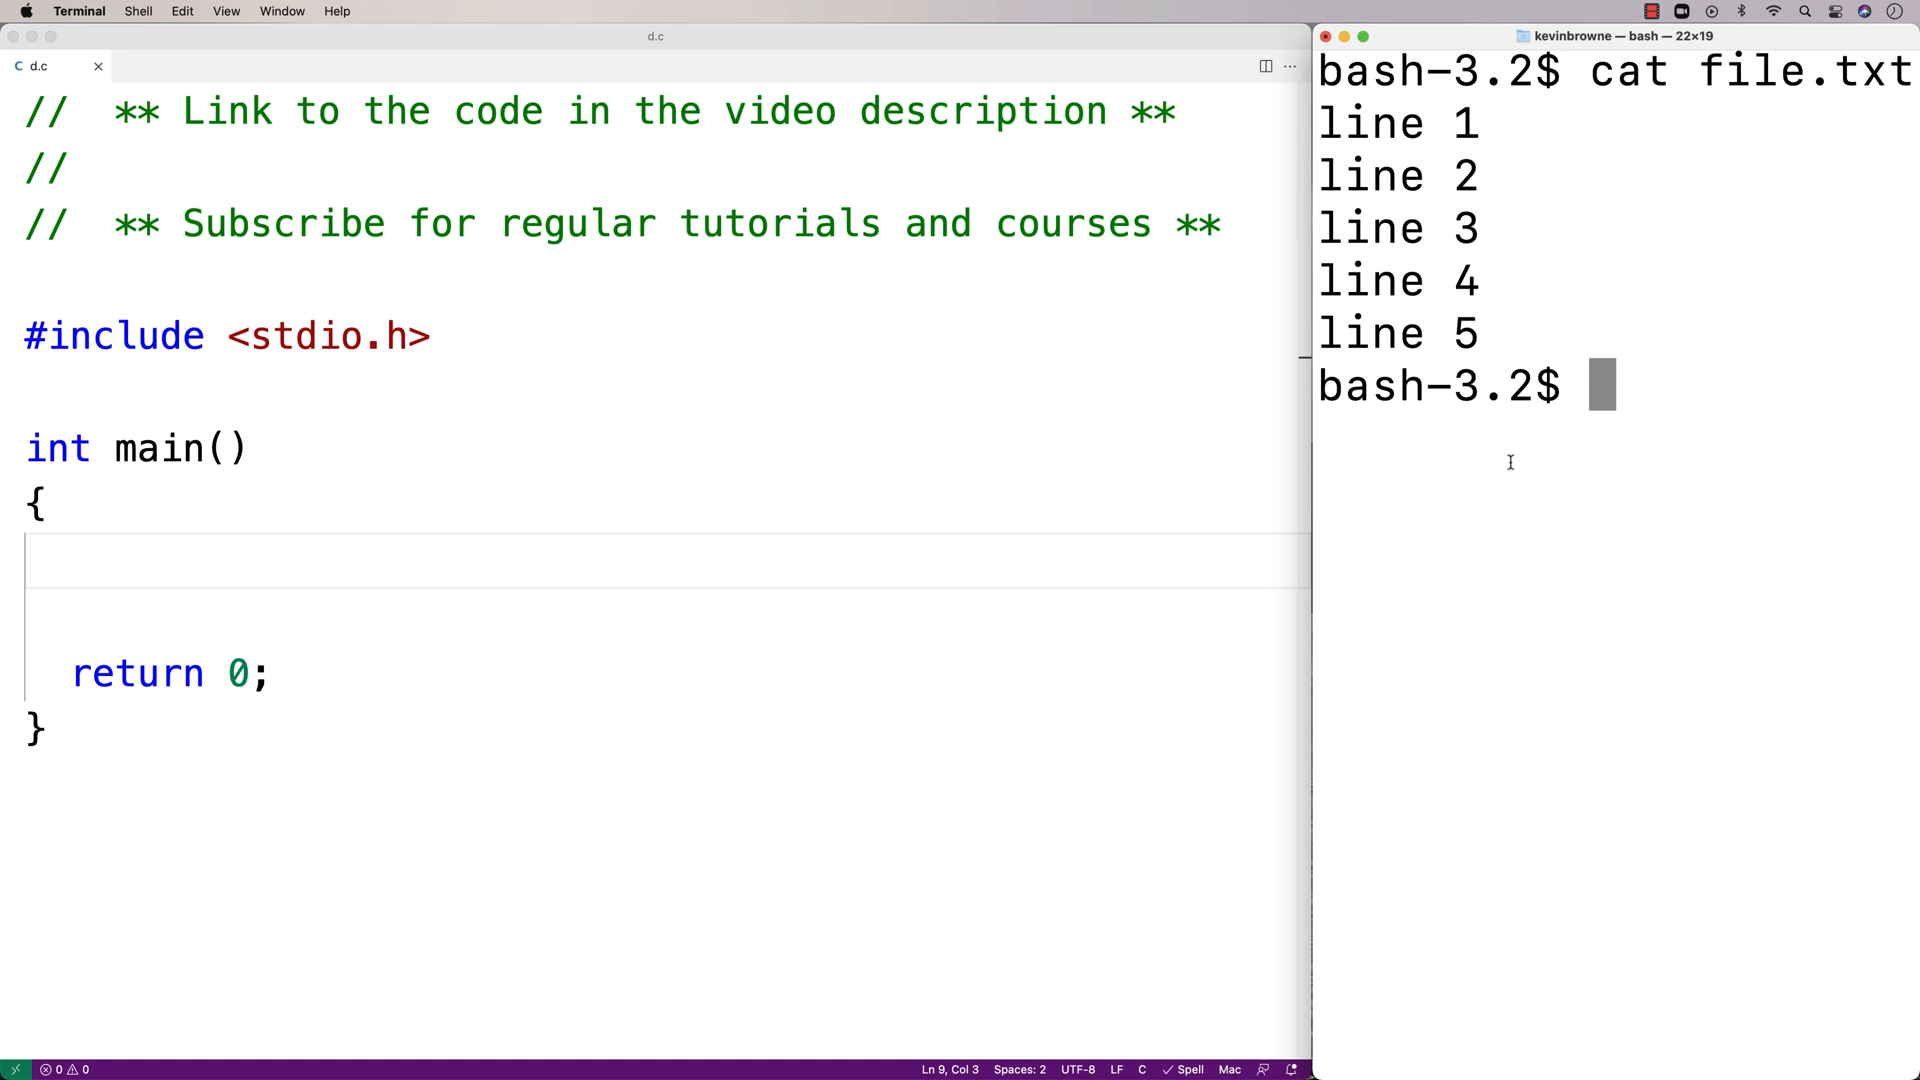 Terminal Shell Edit View Window Help
d.c
C d.c
// ** Link to the code in the video description **
//
// ** Subscribe for regular tutorials and courses **
#include <stdio.h>
int main()
{
return 0;
}
0 0 Ln 9, Col 3 Spaces: 2 UTF-8 LF C Spell Mac
kevinbrowne — bash — 22×19
bash-3.2$ cat file.txt
line 1
line 2
line 3
line 4
line 5
bash-3.2$